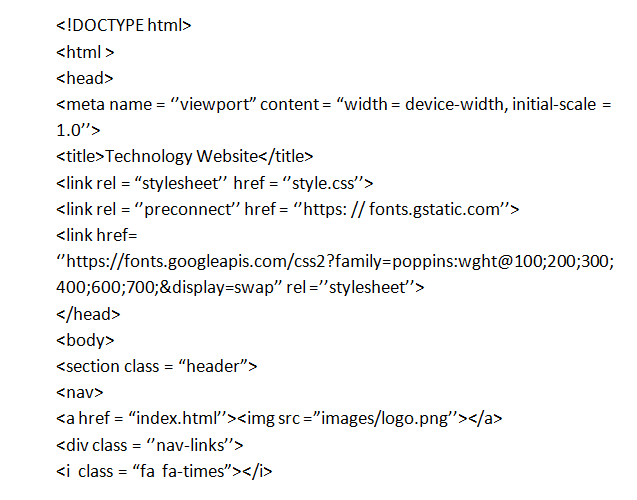 <!DOCTYPE html>
<html >
<head>
<meta name = ‘’viewport” content = “width = device-width, initial-scale =
1.0’’>
<title>Technology Website</title>
<link rel = “stylesheet’’ href = ‘’style.css’’>
<link rel = ‘’preconnect’’ href = ‘’https: // fonts.gstatic.com’’>
<link href=
‘’https://fonts.googleapis.com/css2?family=poppins:wght@100;200;300;
400;600;700;&display=swap” rel =’’stylesheet’’>
</head>
<body>
<section class = “header”>
<nav>
<a href = “index.html’’><img src =”images/logo.png’’></a>
<div class = ‘’nav-links’’>
<i  class = “fa  fa-times”></i>